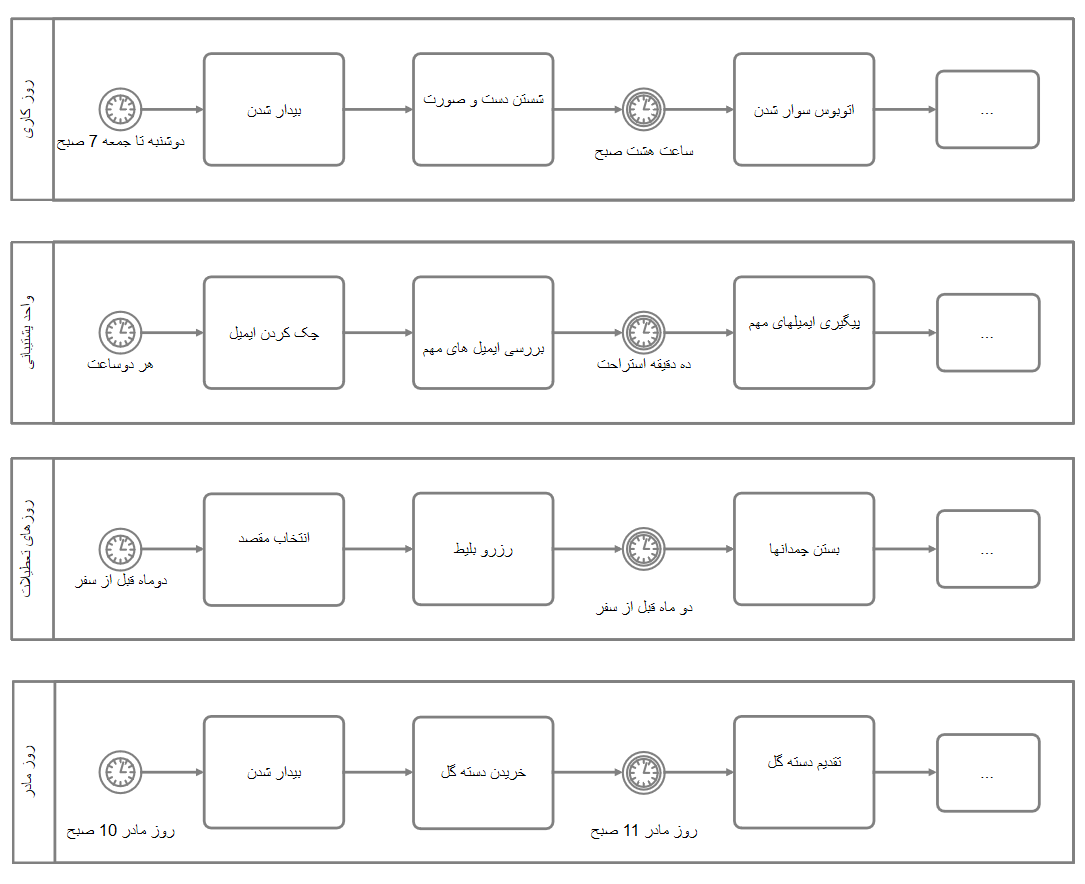 روز کاری
دوشنبه تا جمعه 7 صبح
بیدار شدن
شستن دست و صورت
ساعت هشت صبح
اتوبوس سوار شدن
...
واحد پشتیبانی
هر دوساعت
چک کردن ایمیل
بررسی ایمیل های مهم
ده دقیقه استراحت
پیگیری ایمیلهای مهم
...
روزهای تعطیلات
دوماه قبل از سفر
انتخاب مقصد
رزرو بلیط
دو ماه قبل از سفر
بستن چمدانها
...
روز مادر
روز مادر 10 صبح
بیدار شدن
خریدن دسته گل
روز مادر 11 صبح
تقدیم دسته گل
...